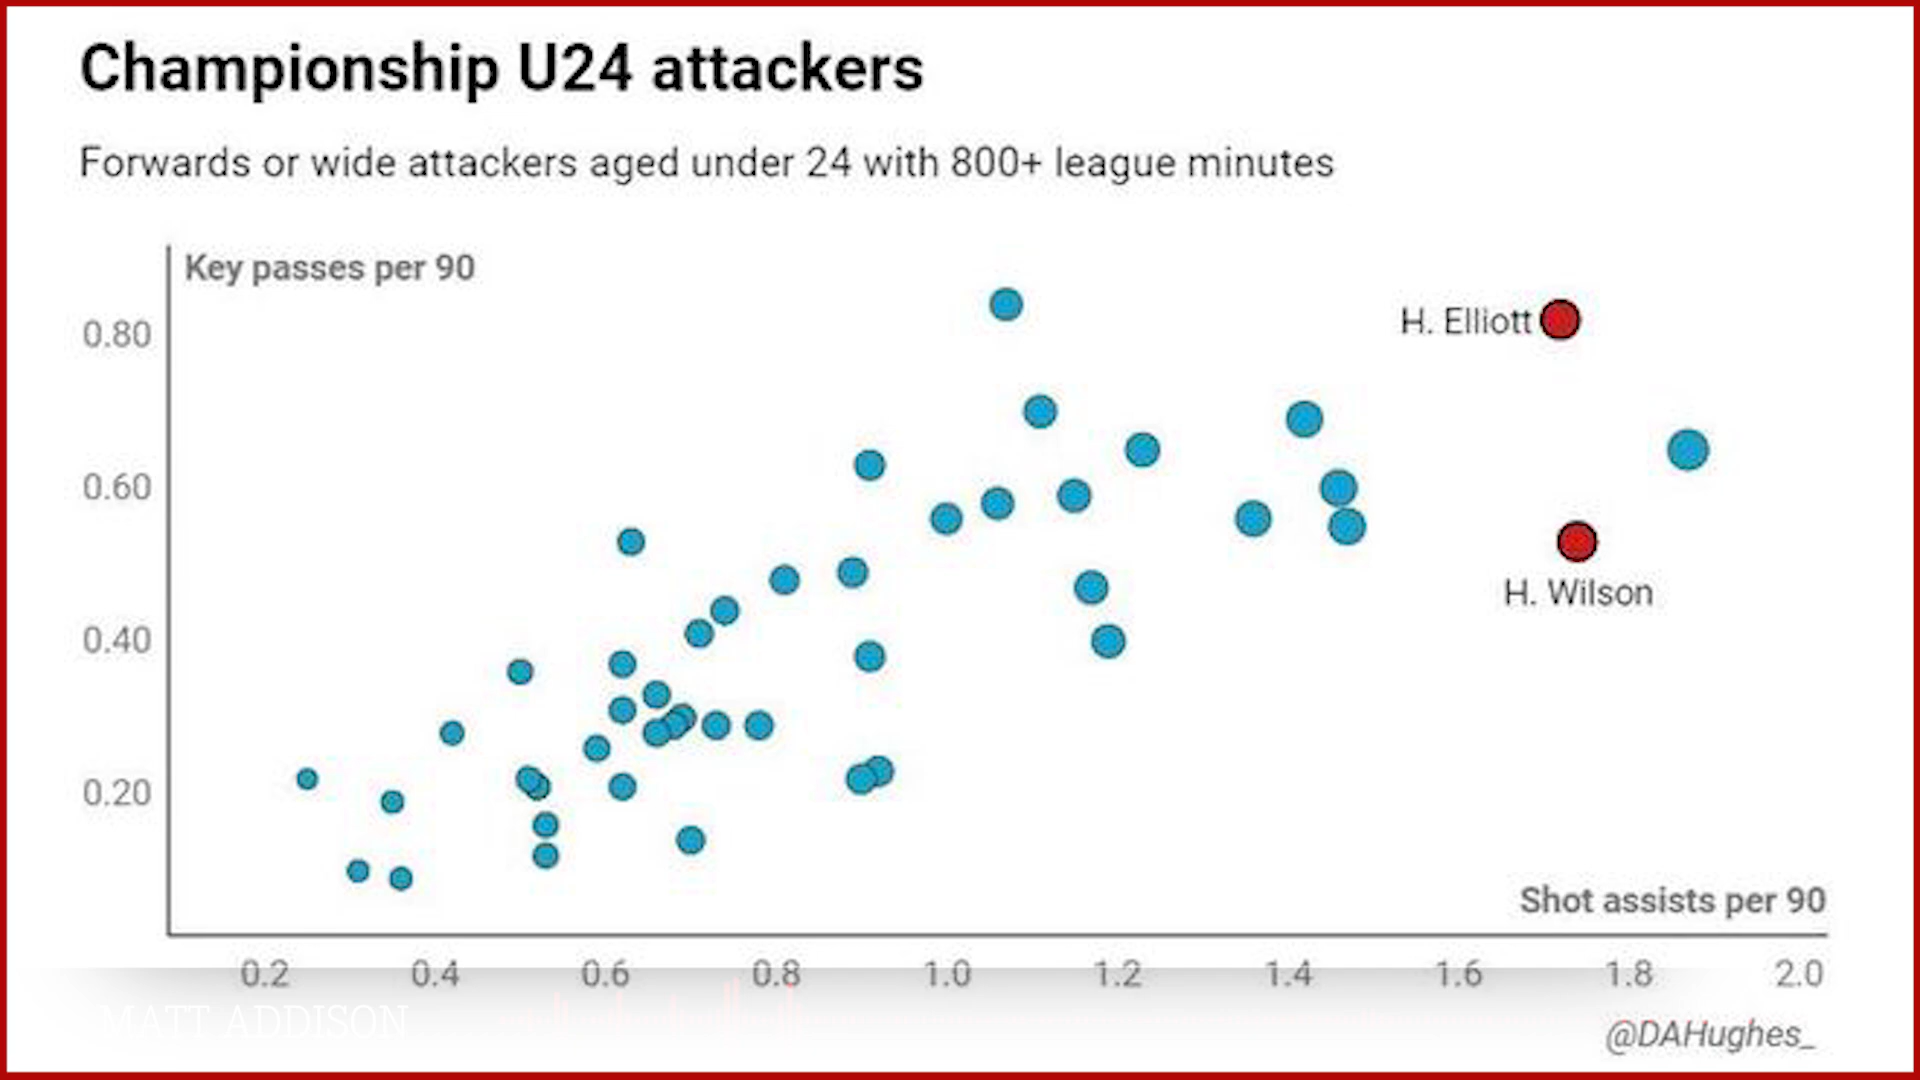 Championship U24 attackers
Forwards or wide attackers aged under 24 with 800+ league minutes
Key passes per 90
0.80
H. Elliott
0.60
H. Wilson
0.40
0.20
Shot assists per 90
0.2 0.4 0.6 0.8 1.0 1.2 1.4 1.6 1.8 2.0
MATT ADDISON
@DAHughes_